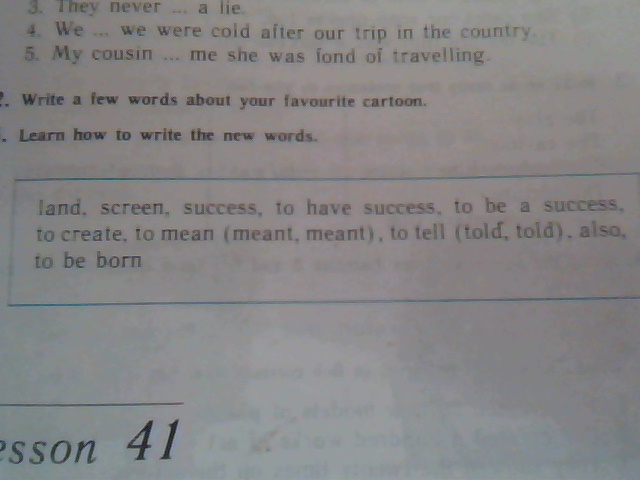 3. They never ... a lie.
4. We ... we were cold after our trip in the country.
5. My cousin ... me she was fond of travelling.
2. Write a few words about your favourite cartoon.
. Learn how to write the new words.
land, screen, success, to have success, to be a success,
to create, to mean (meant, meant), to tell (told, told), also,
to be born
esson 41